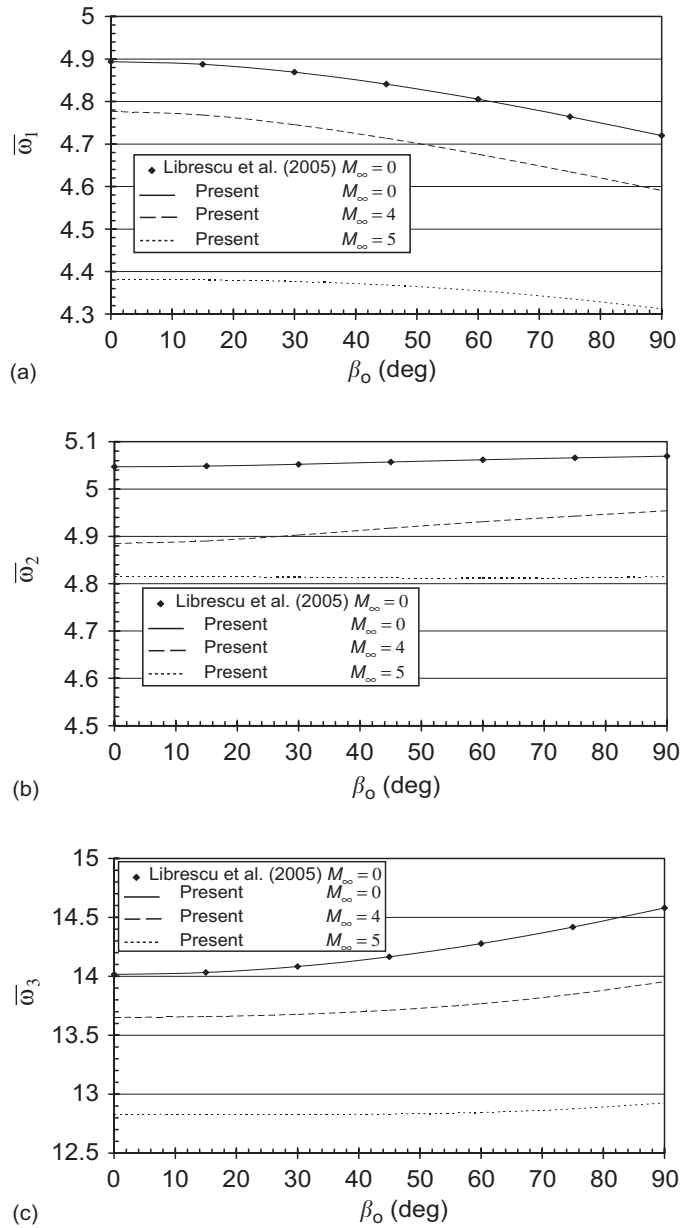 5
4.9
4.8
4.7
4.6
4.5
4.4
4.3
ω̅₁
Librescu et al. (2005) M∞ = 0
Present M∞ = 0
Present M∞ = 4
Present M∞ = 5
0 10 20 30 40 50 60 70 80 90
(a)
βo (deg)
5.1
5
4.9
4.8
4.7
4.6
4.5
ω̅₂
Librescu et al. (2005) M∞ = 0
Present M∞ = 0
Present M∞ = 4
Present M∞ = 5
0 10 20 30 40 50 60 70 80 90
(b)
βo (deg)
15
14.5
14
13.5
13
12.5
ω̅₃
Librescu et al. (2005) M∞ = 0
Present M∞ = 0
Present M∞ = 4
Present M∞ = 5
0 10 20 30 40 50 60 70 80 90
(c)
βo (deg)